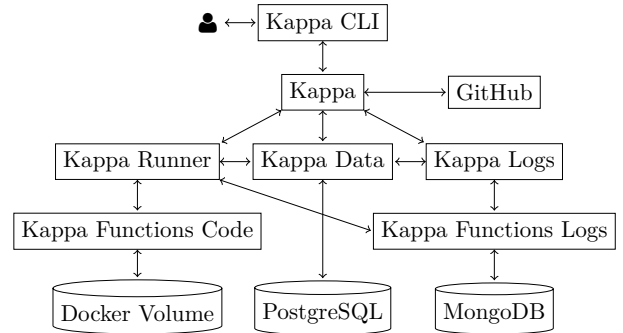 Kappa CLI
Kappa
GitHub
Kappa Runner
Kappa Data
Kappa Logs
Kappa Functions Code
Kappa Functions Logs
Docker Volume
PostgreSQL
MongoDB